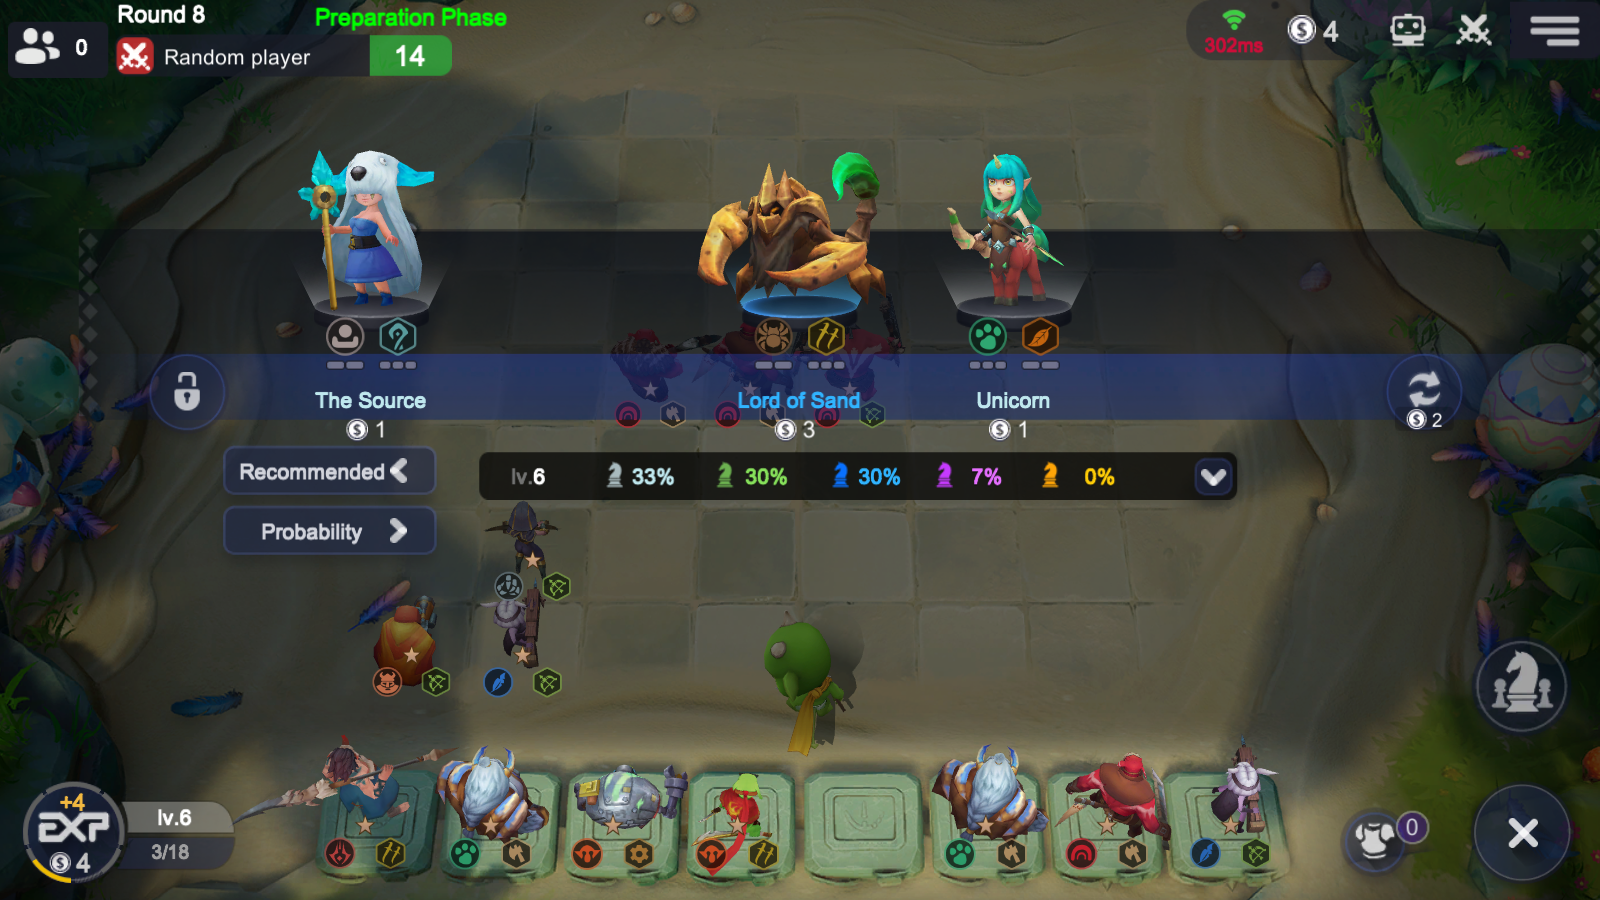 Round 8
Preparation Phase
0
Random player
14
302ms
4
The Source
1
Lord of Sand
3
Unicorn
1
2
Recommended
lv.6
33%
30%
30%
7%
0%
Probability
+4
EXP
4
lv.6
3/18
0